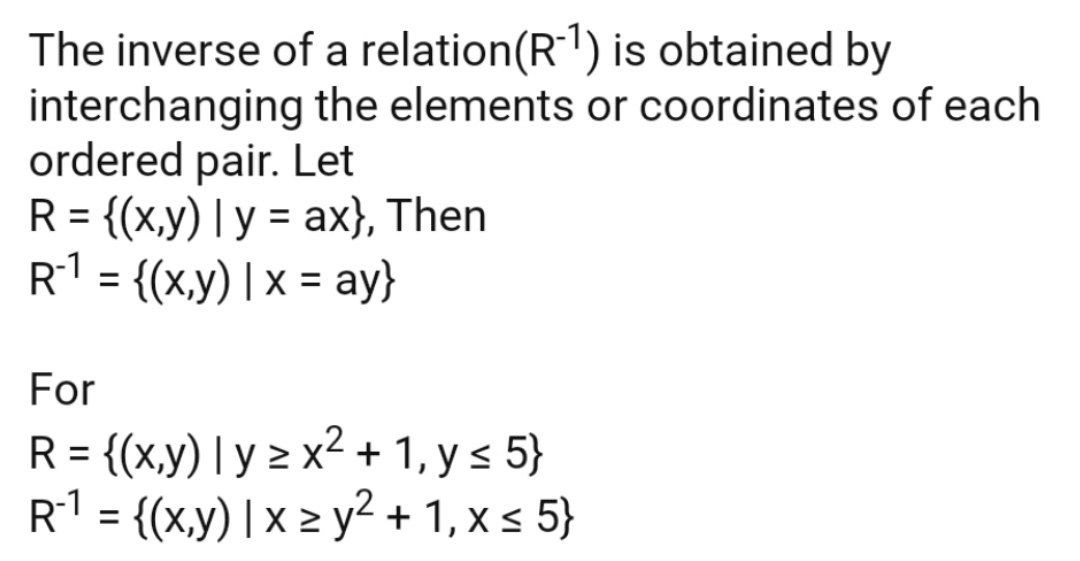 The inverse of a relation(R⁻¹) is obtained by
interchanging the elements or coordinates of each
ordered pair. Let
R = {(x,y) | y = ax}, Then
R⁻¹ = {(x,y) | x = ay}
For
R = {(x,y) | y ≥ x² + 1, y ≤ 5}
R⁻¹ = {(x,y) | x ≥ y² + 1, x ≤ 5}